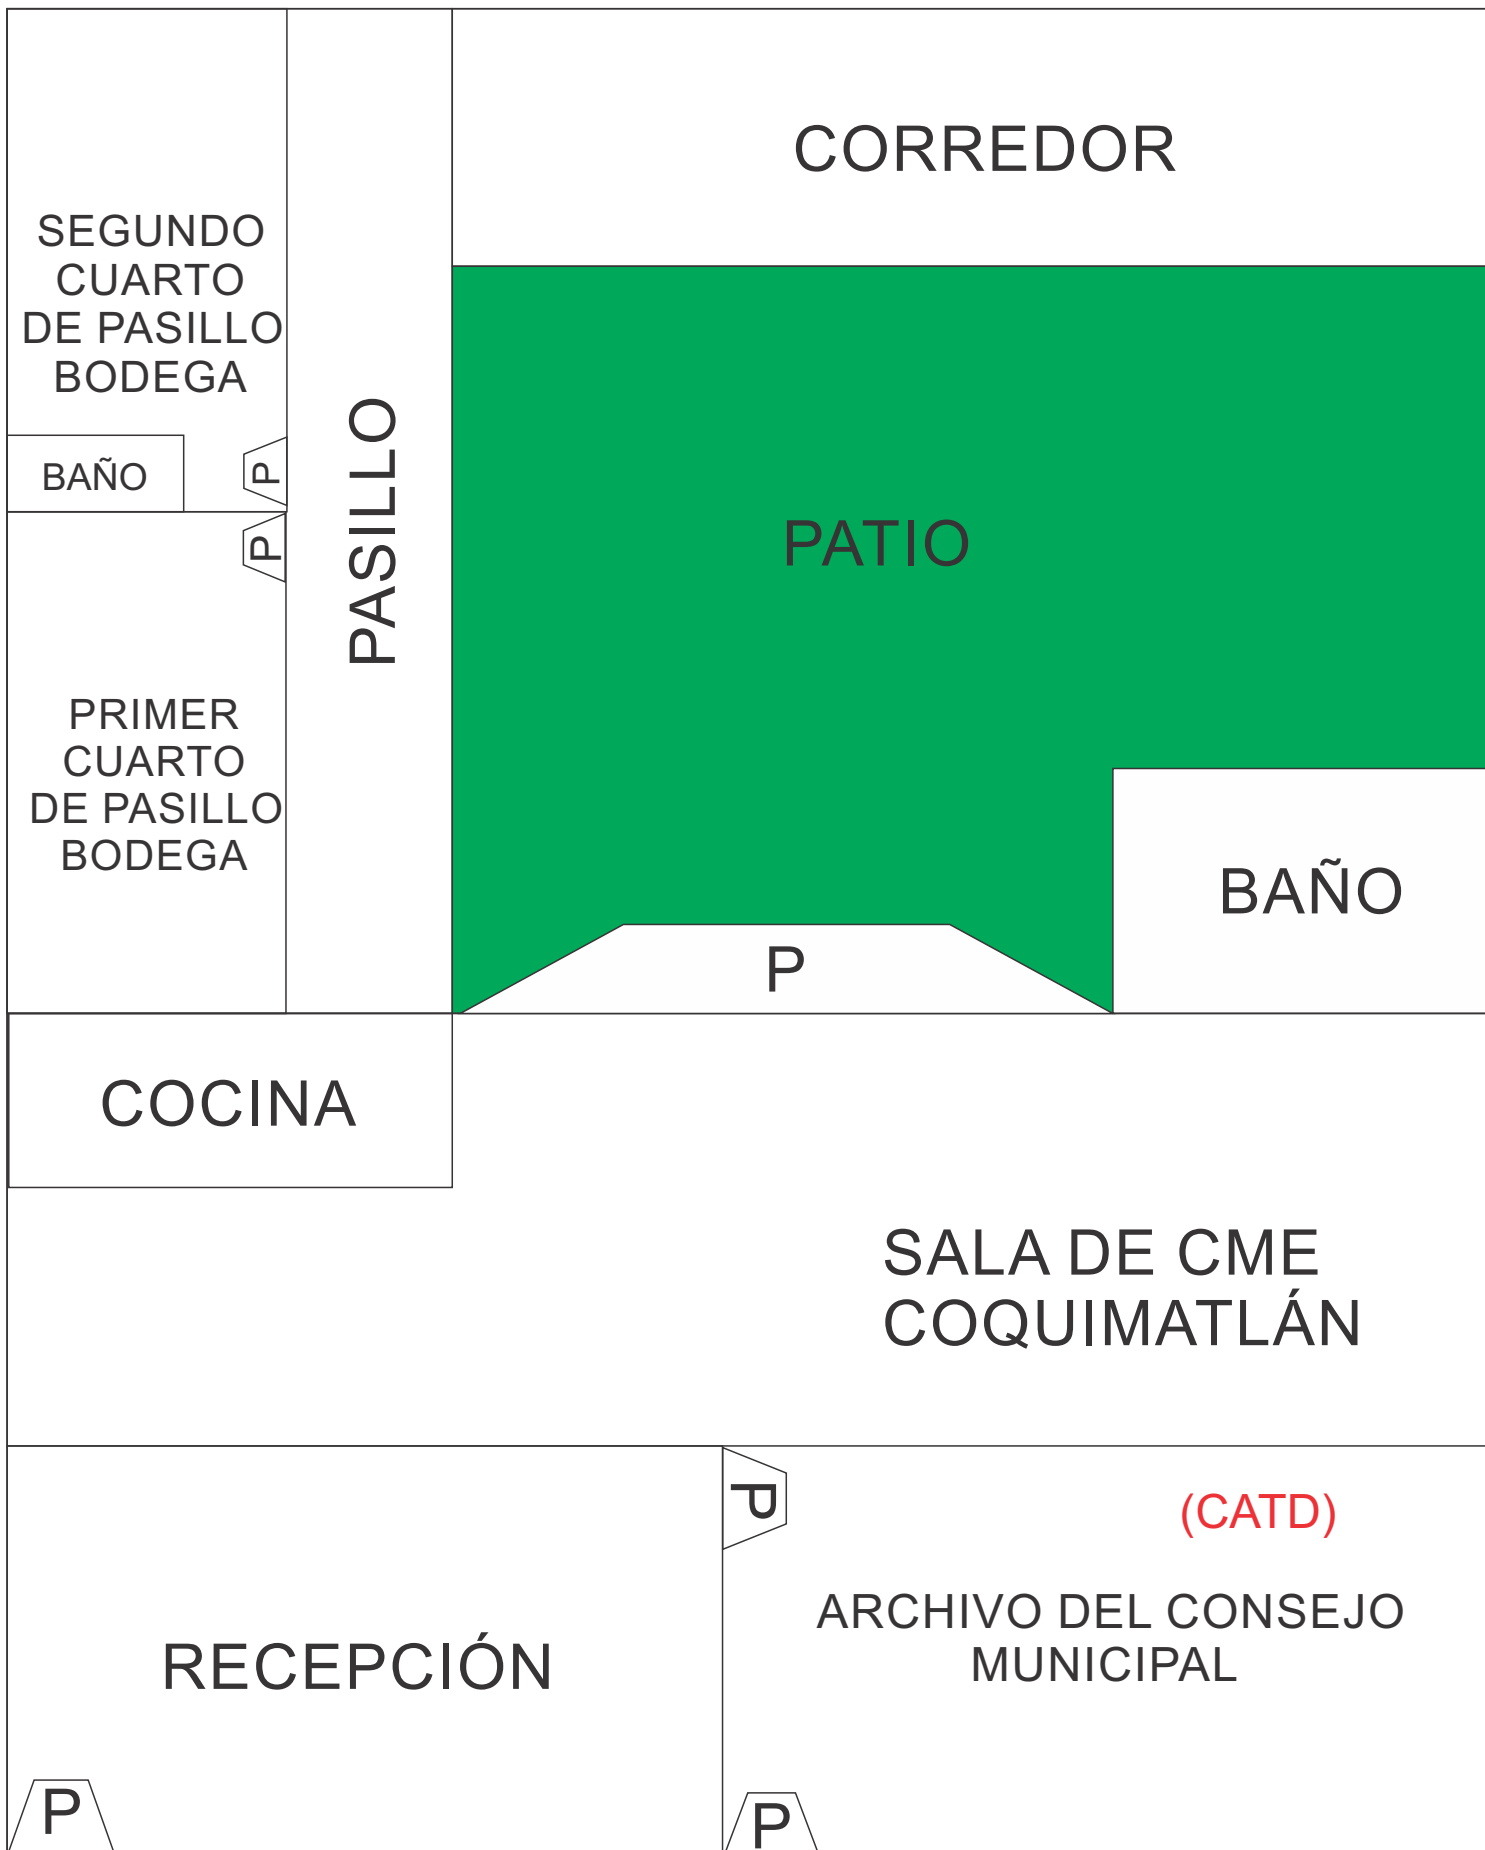 CORREDOR
SEGUNDO
CUARTO
DE PASILLO
BODEGA
BAÑO
P
P
PASILLO
PATIO
PRIMER
CUARTO
DE PASILLO
BODEGA
BAÑO
P
COCINA
SALA DE CME
COQUIMATLÁN
P
(CATD)
ARCHIVO DEL CONSEJO
MUNICIPAL
RECEPCIÓN
P
P